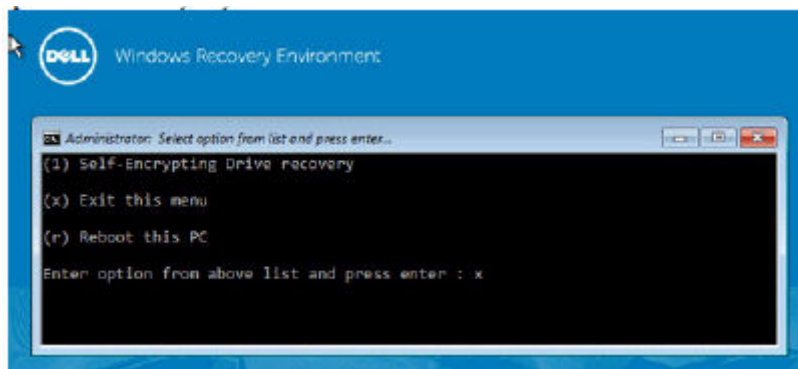 DELL
Windows Recovery Environment
Administrator: Select option from list and press enter...
(1) Self-Encrypting Drive recovery
(x) Exit this menu
(r) Reboot this PC
Enter option from above list and press enter : x